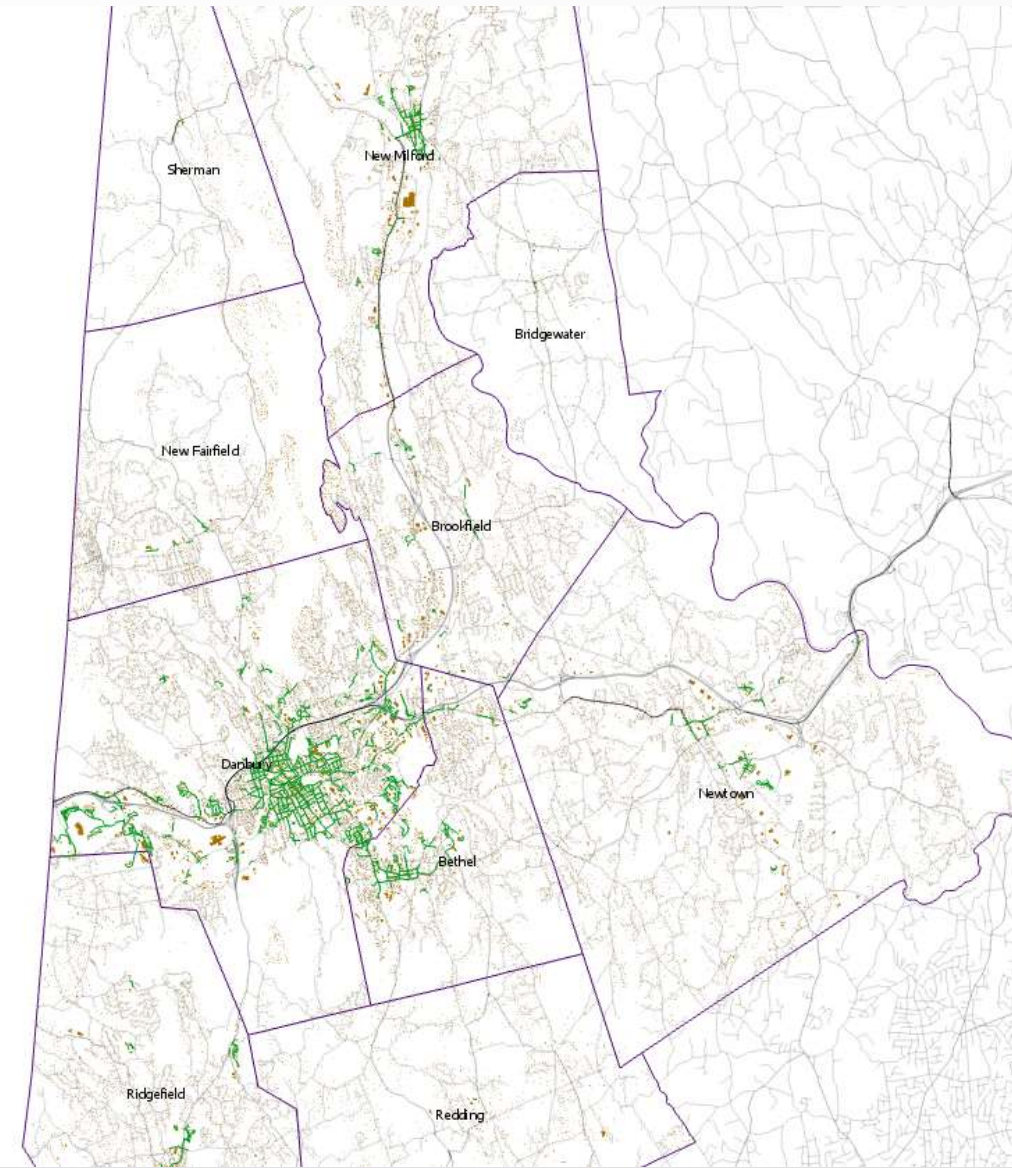 New Milford
Sherman
Bridgewater
New Fairfield
Brookfield
Danbury
Newtown
Bethel
Ridgefield
Redding